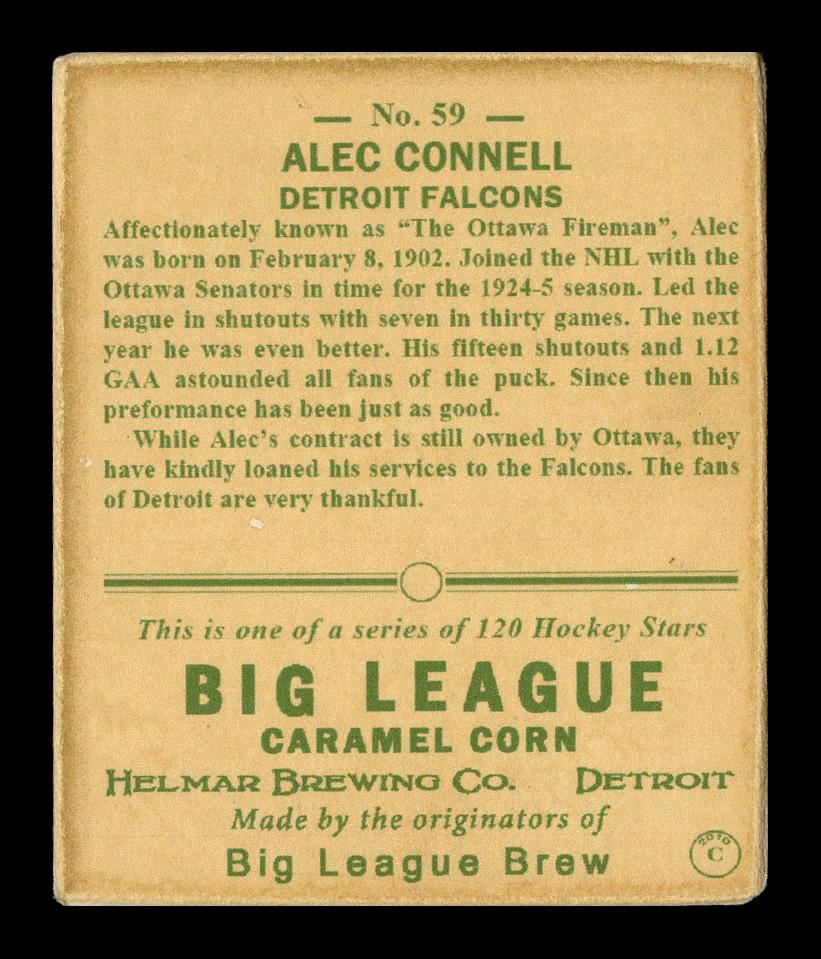 — No. 59 —
ALEC CONNELL
DETROIT FALCONS
Affectionately known as “The Ottawa Fireman”, Alec
was born on February 8, 1902. Joined the NHL with the
Ottawa Senators in time for the 1924-5 season. Led the
league in shutouts with seven in thirty games. The next
year he was even better. His fifteen shutouts and 1.12
GAA astounded all fans of the puck. Since then his
preformance has been just as good.
While Alec’s contract is still owned by Ottawa, they
have kindly loaned his services to the Falcons. The fans
of Detroit are very thankful.
This is one of a series of 120 Hockey Stars
BIG LEAGUE
CARAMEL CORN
HELMAR BREWING CO. DETROIT
Made by the originators of
Big League Brew
2010
C